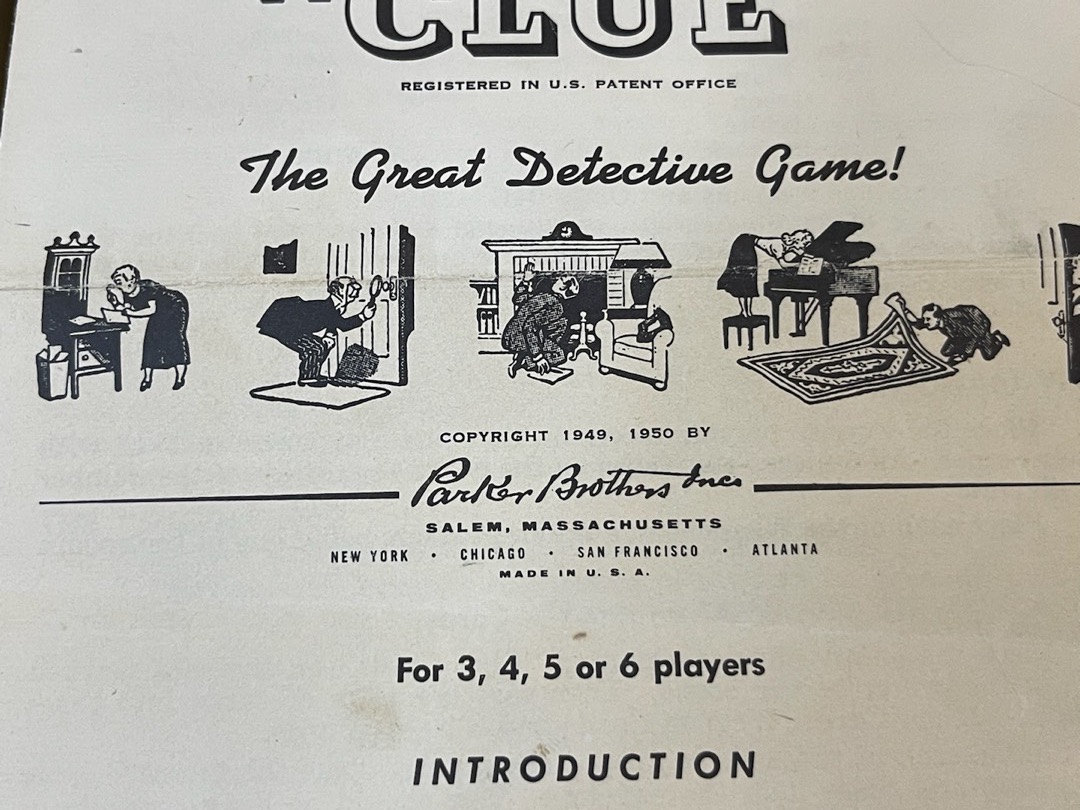 CLUE
REGISTERED IN U.S. PATENT OFFICE
The Great Detective Game!
COPYRIGHT 1949, 1950 BY
Parker Brothers Inc.
SALEM, MASSACHUSETTS
NEW YORK • CHICAGO • SAN FRANCISCO • ATLANTA
MADE IN U. S. A.
For 3, 4, 5 or 6 players
INTRODUCTION